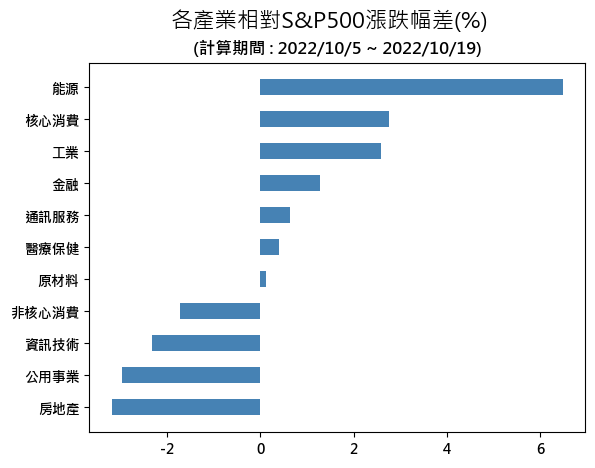 各產業相對S&P500漲跌幅差(%)
(計算期間 : 2022/10/5 ~ 2022/10/19)
能源
核心消費
工業
金融
通訊服務
醫療保健
原材料
非核心消費
資訊技術
公用事業
房地產
-2 0 2 4 6